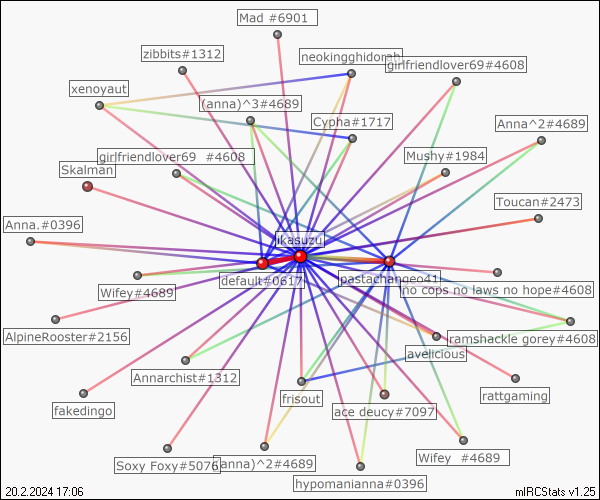 Mad #6901
zibbits#1312
neokingghidorah
girlfriendlover69#4608
xenoyaut
(anna)^3#4689
Cypha#1717
Anna^2#4689
girlfriendlover69 #4608
Mushy#1984
Skalman
Toucan#2473
Anna.#0396
ikasuzu
default#0617
pastachangeo41
no cops no laws no hope#4608
Wifey#4689
AlpineRooster#2156
ramshackle gorey#4608
avelicious
Annarchist#1312
rattgaming
frisout
fakedingo
ace deucy#7097
Soxy Foxy#5076
(anna)^2#4689
Wifey #4689
hypomanianna#0396
20.2.2024 17:06
mIRCStats v1.25